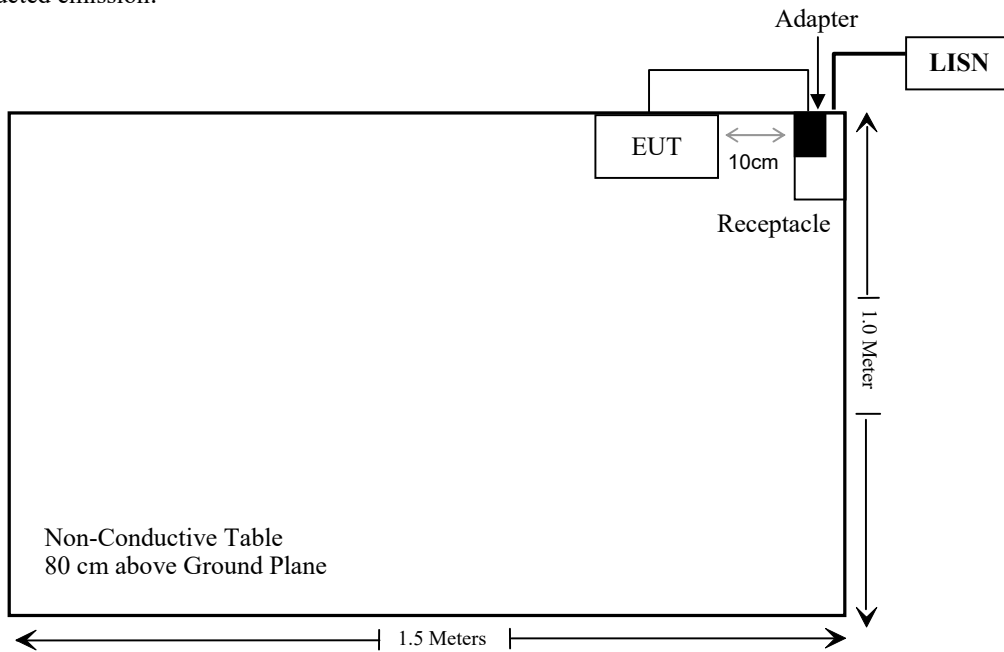 emission.
Adapter
LISN
EUT
10cm
Receptacle
1.0 Meter
Non-Conductive Table
80 cm above Ground Plane
1.5 Meters